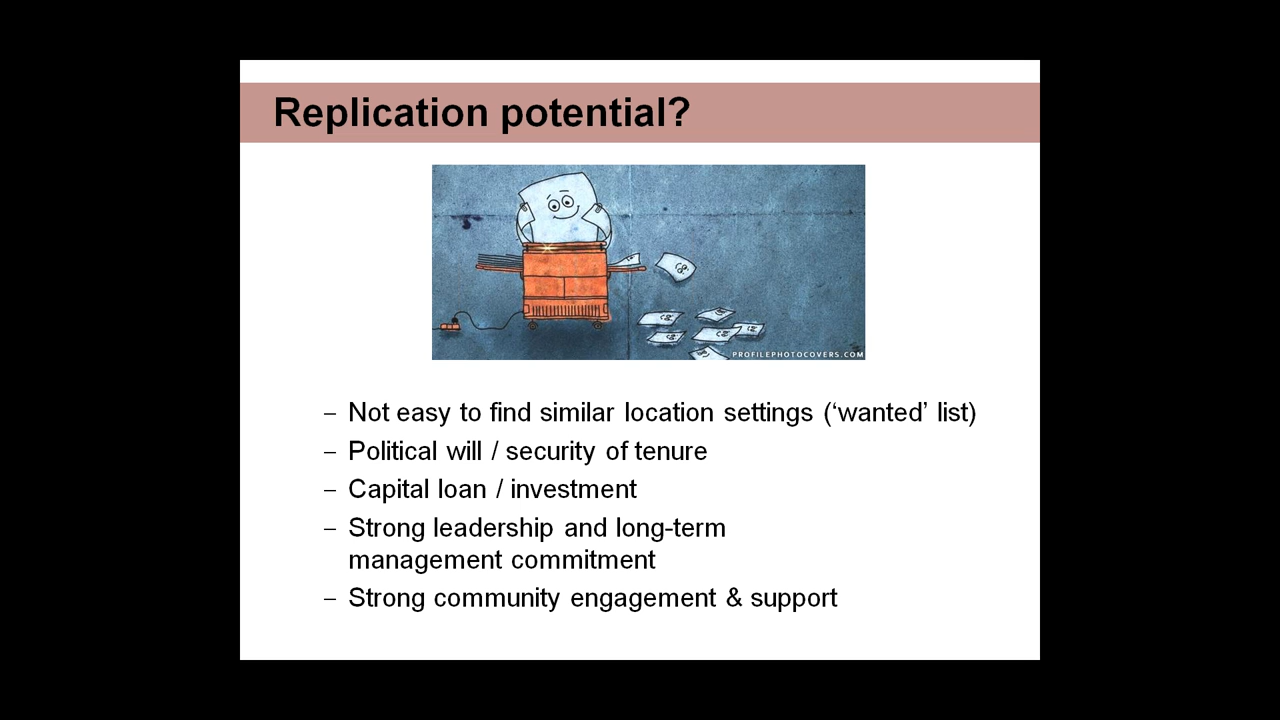 Replication potential?
PROFILEPHOTOCOVERS.COM
– Not easy to find similar location settings (‘wanted’ list)
– Political will / security of tenure
– Capital loan / investment
– Strong leadership and long-term
management commitment
– Strong community engagement & support